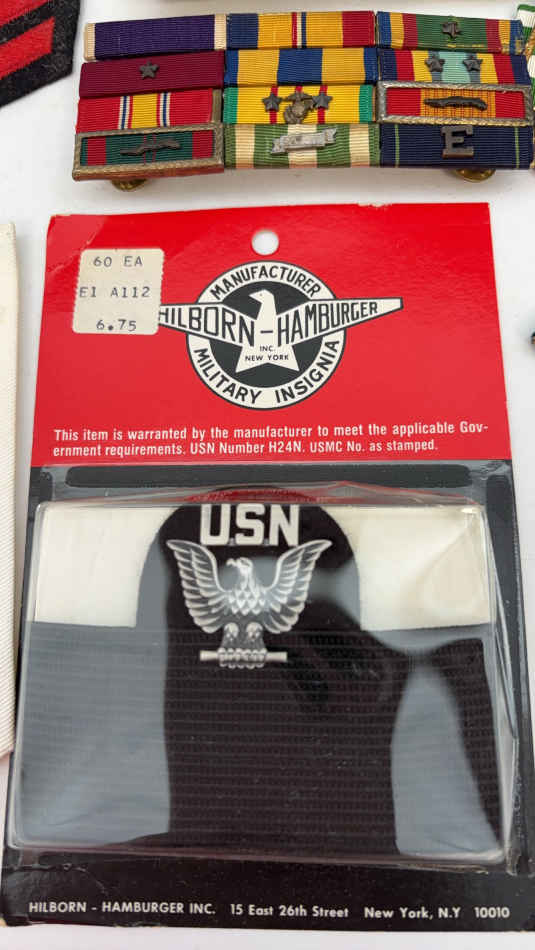 E
60 EA
E1 A112
6.75
MANUFACTURER
HILBORN-HAMBURGER
INC.
NEW YORK
MILITARY INSIGNIA
This item is warranted by the manufacturer to meet the applicable Gov-
ernment requirements. USN Number H24N. USMC No. as stamped.
U.S.N
HILBORN - HAMBURGER INC. 15 East 26th Street New York, N.Y 10010